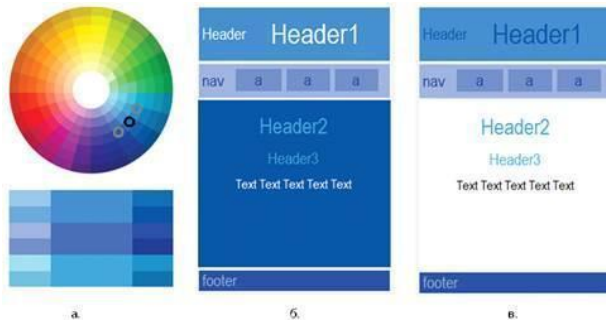 Header Header1
nav a a a
Header2
Header3
Text Text Text Text Text
footer
Header Header1
nav a a a
Header2
Header3
Text Text Text Text Text
footer
а. б. в.